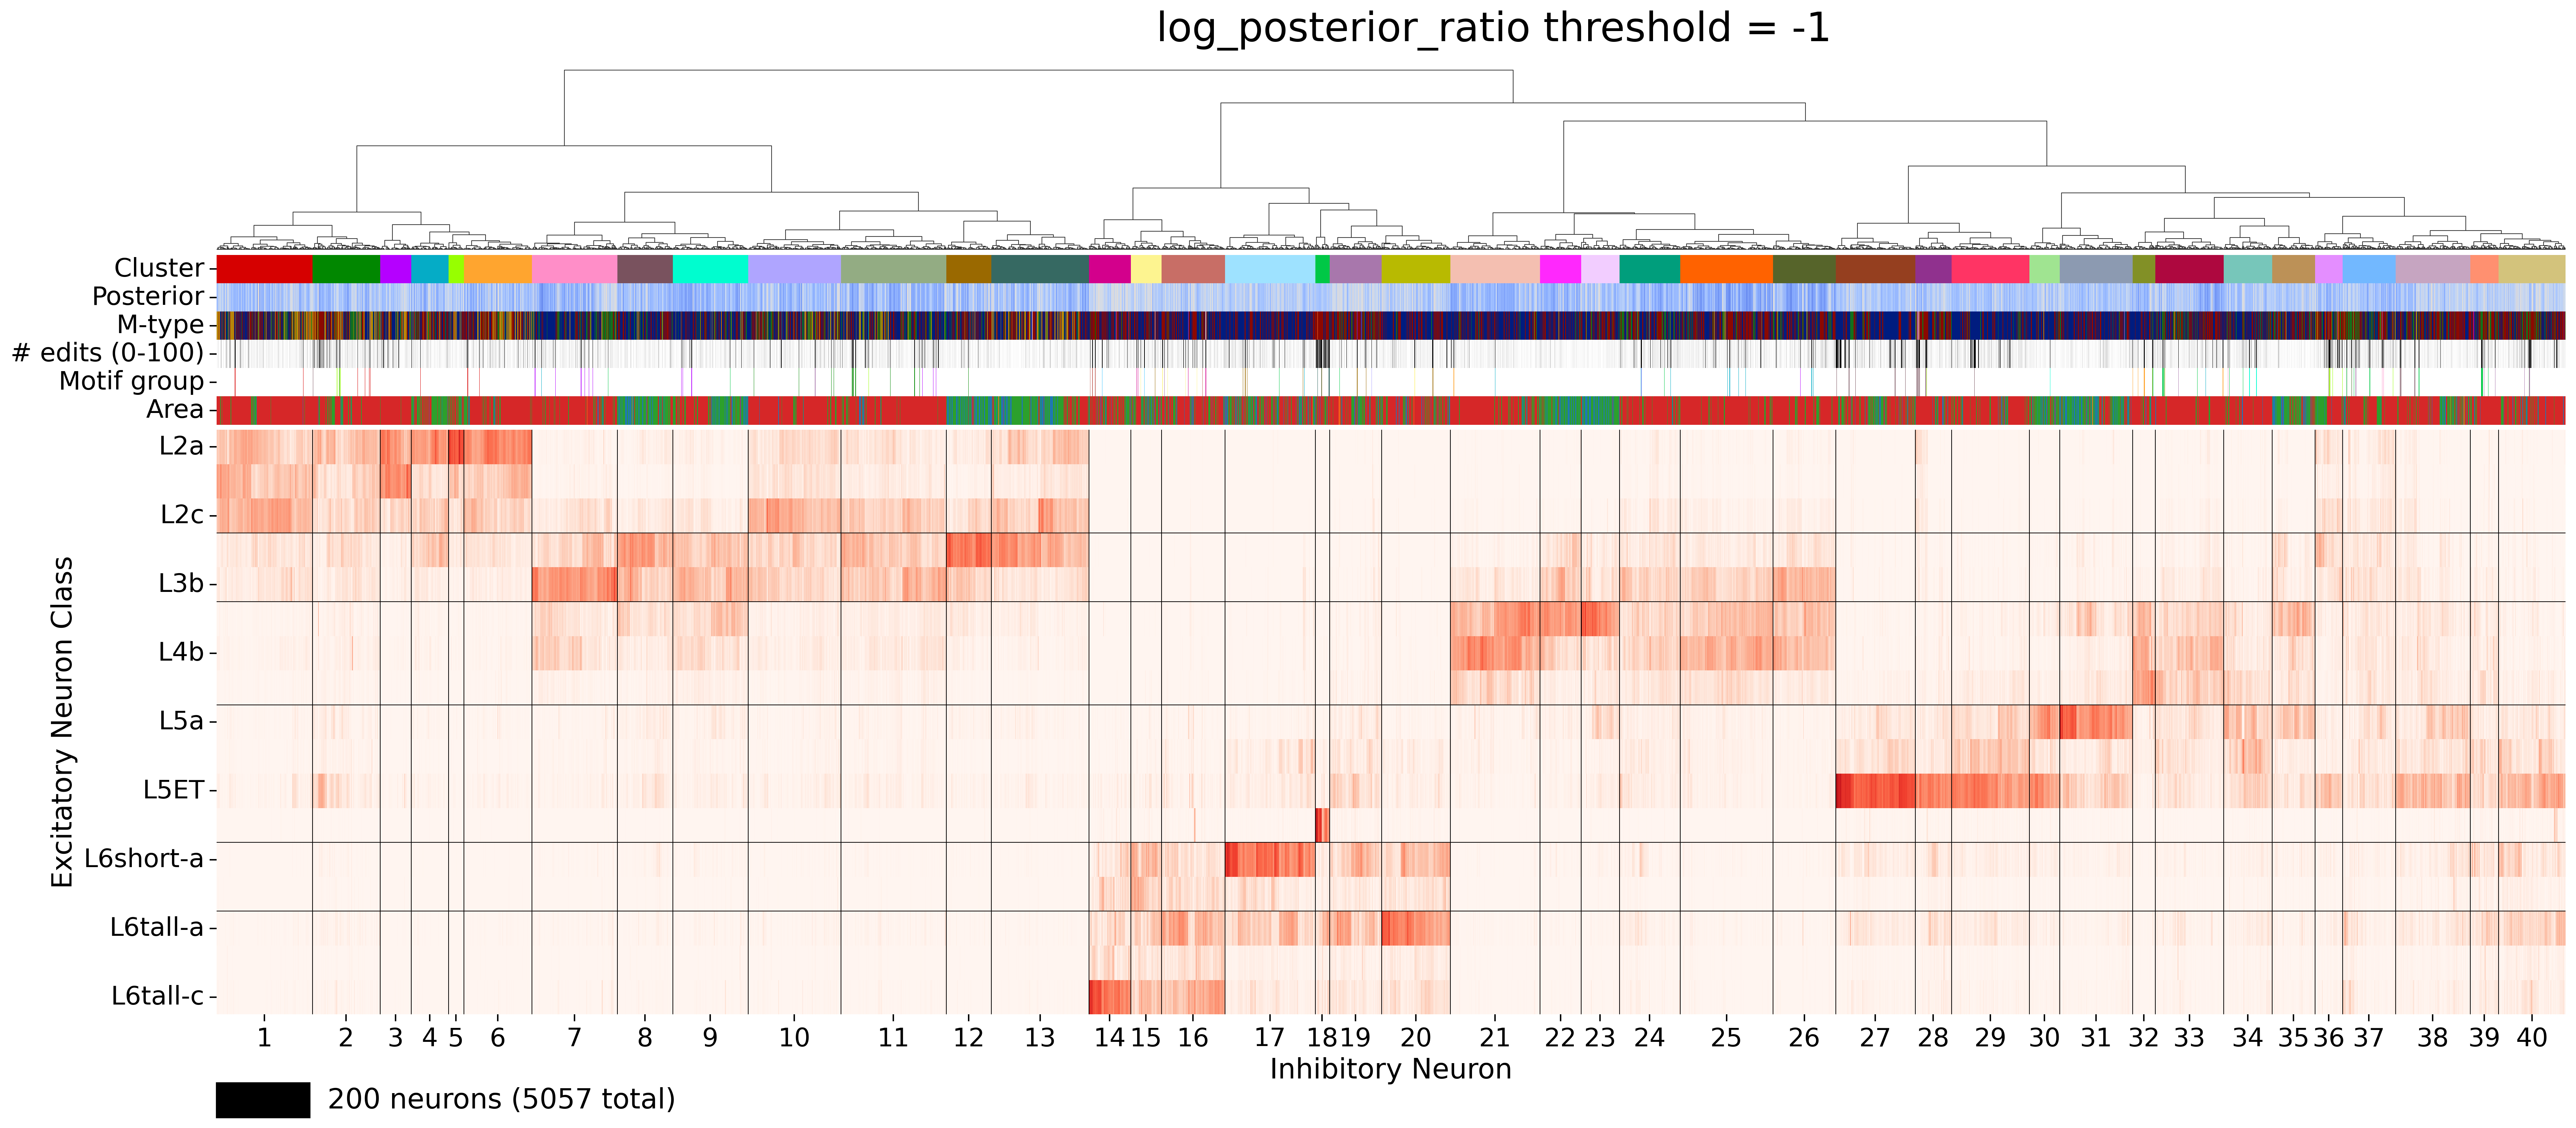 log_posterior_ratio threshold = -1
Cluster
Posterior
M-type
# edits (0-100)
Motif group
Area
Excitatory Neuron Class
L2a
L2c
L3b
L4b
L5a
L5ET
L6short-a
L6tall-a
L6tall-c
1 2 3 4 5 6 7 8 9 10 11 12 13 14 15 16 17 18 19 20 21 22 23 24 25 26 27 28 29 30 31 32 33 34 35 36 37 38 39 40
Inhibitory Neuron
200 neurons (5057 total)